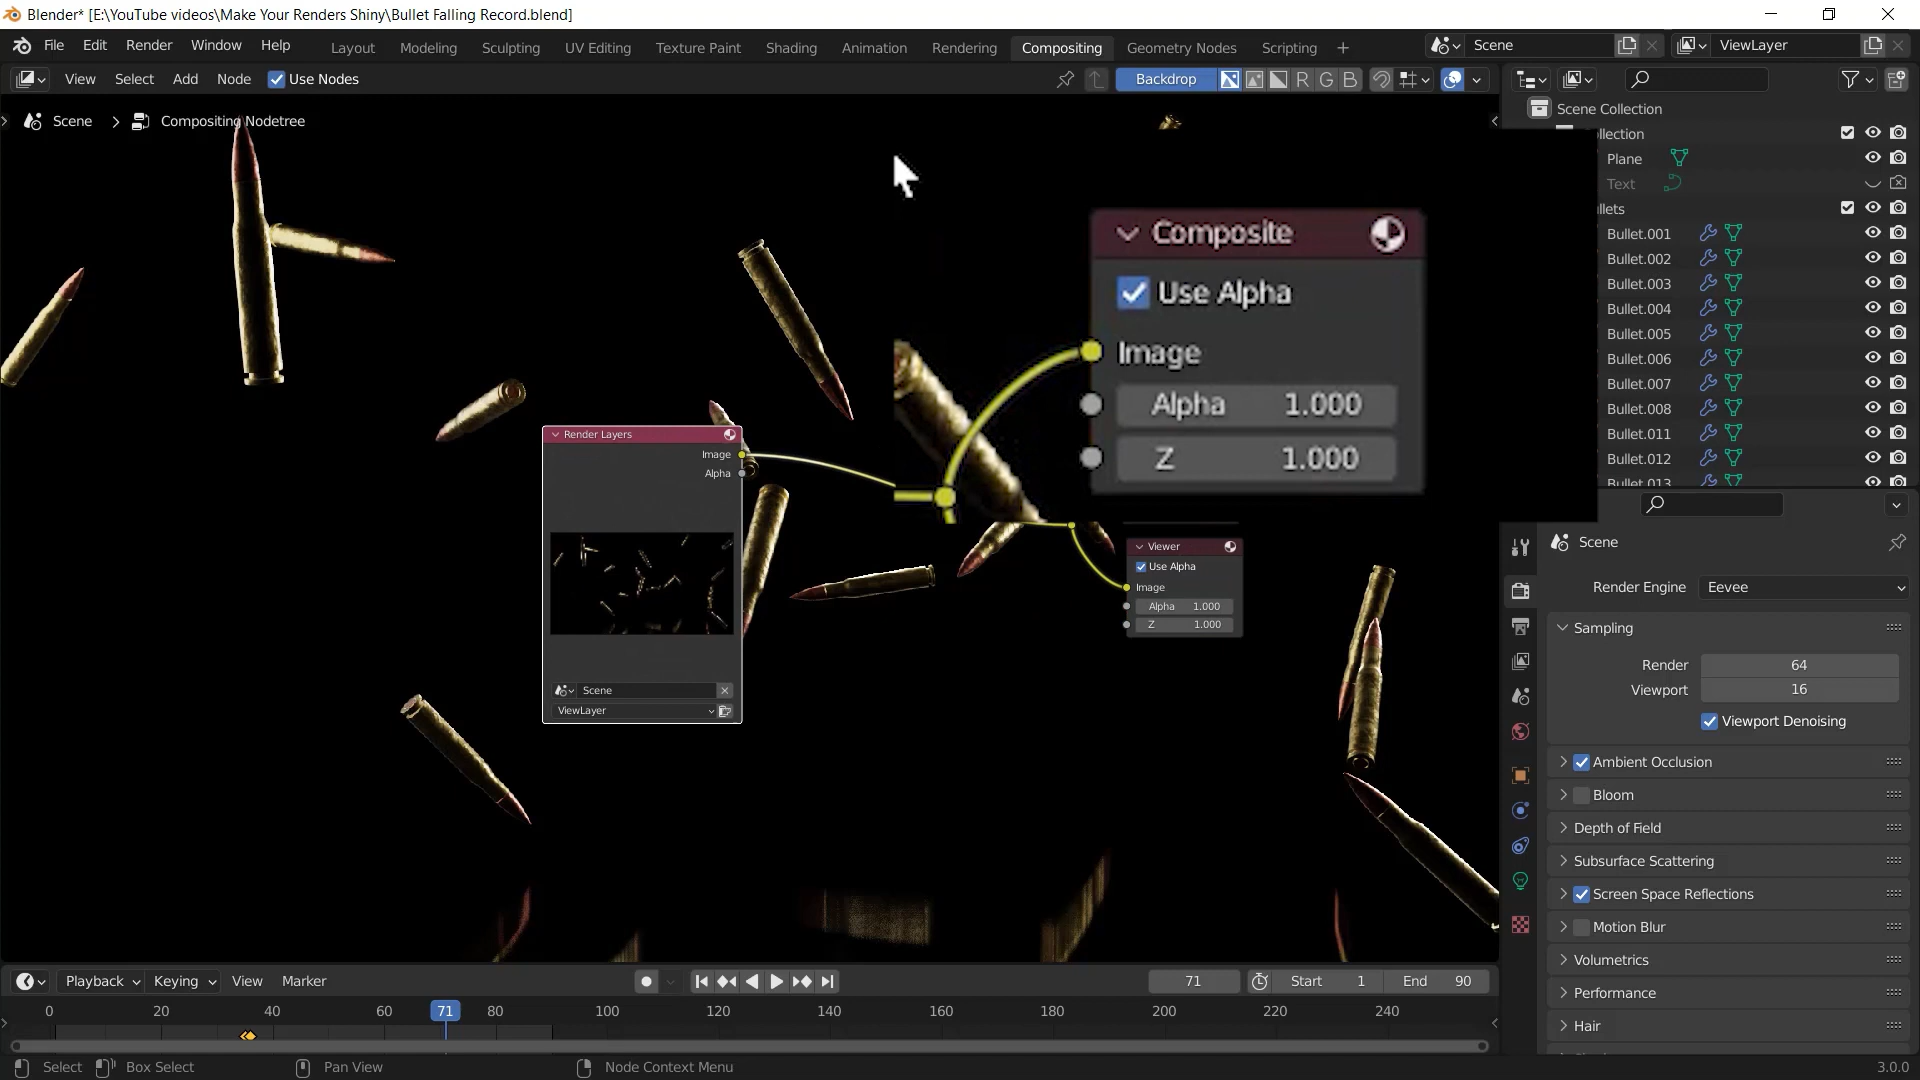 Blender* [E:\YouTube videos\Make Your Renders Shiny\Bullet Falling Record.blend]
File Edit Render Window Help Layout Modeling Sculpting UV Editing Texture Paint Shading Animation Rendering Compositing Geometry Nodes Scripting + Scene ViewLayer
View Select Add Node Use Nodes Backdrop R G B
Scene > Compositing Nodetree
Scene Collection
llection
Plane
Text
llets
Bullet.001
Bullet.002
Bullet.003
Bullet.004
Bullet.005
Bullet.006
Bullet.007
Bullet.008
Bullet.011
Bullet.012
Bullet.013
Composite
Use Alpha
Image
Alpha 1.000
Z 1.000
Render Layers
Image
Alpha
Scene
ViewLayer
Viewer
Use Alpha
Image
Alpha 1.000
Z 1.000
Scene
Render Engine Eevee
Sampling
Render 64
Viewport 16
Viewport Denoising
Ambient Occlusion
Bloom
Depth of Field
Subsurface Scattering
Screen Space Reflections
Motion Blur
Volumetrics
Performance
Hair
Playback Keying View Marker 71 Start 1 End 90
0 20 40 60 71 80 100 120 140 160 180 200 220 240
Select Box Select Pan View Node Context Menu 3.0.0